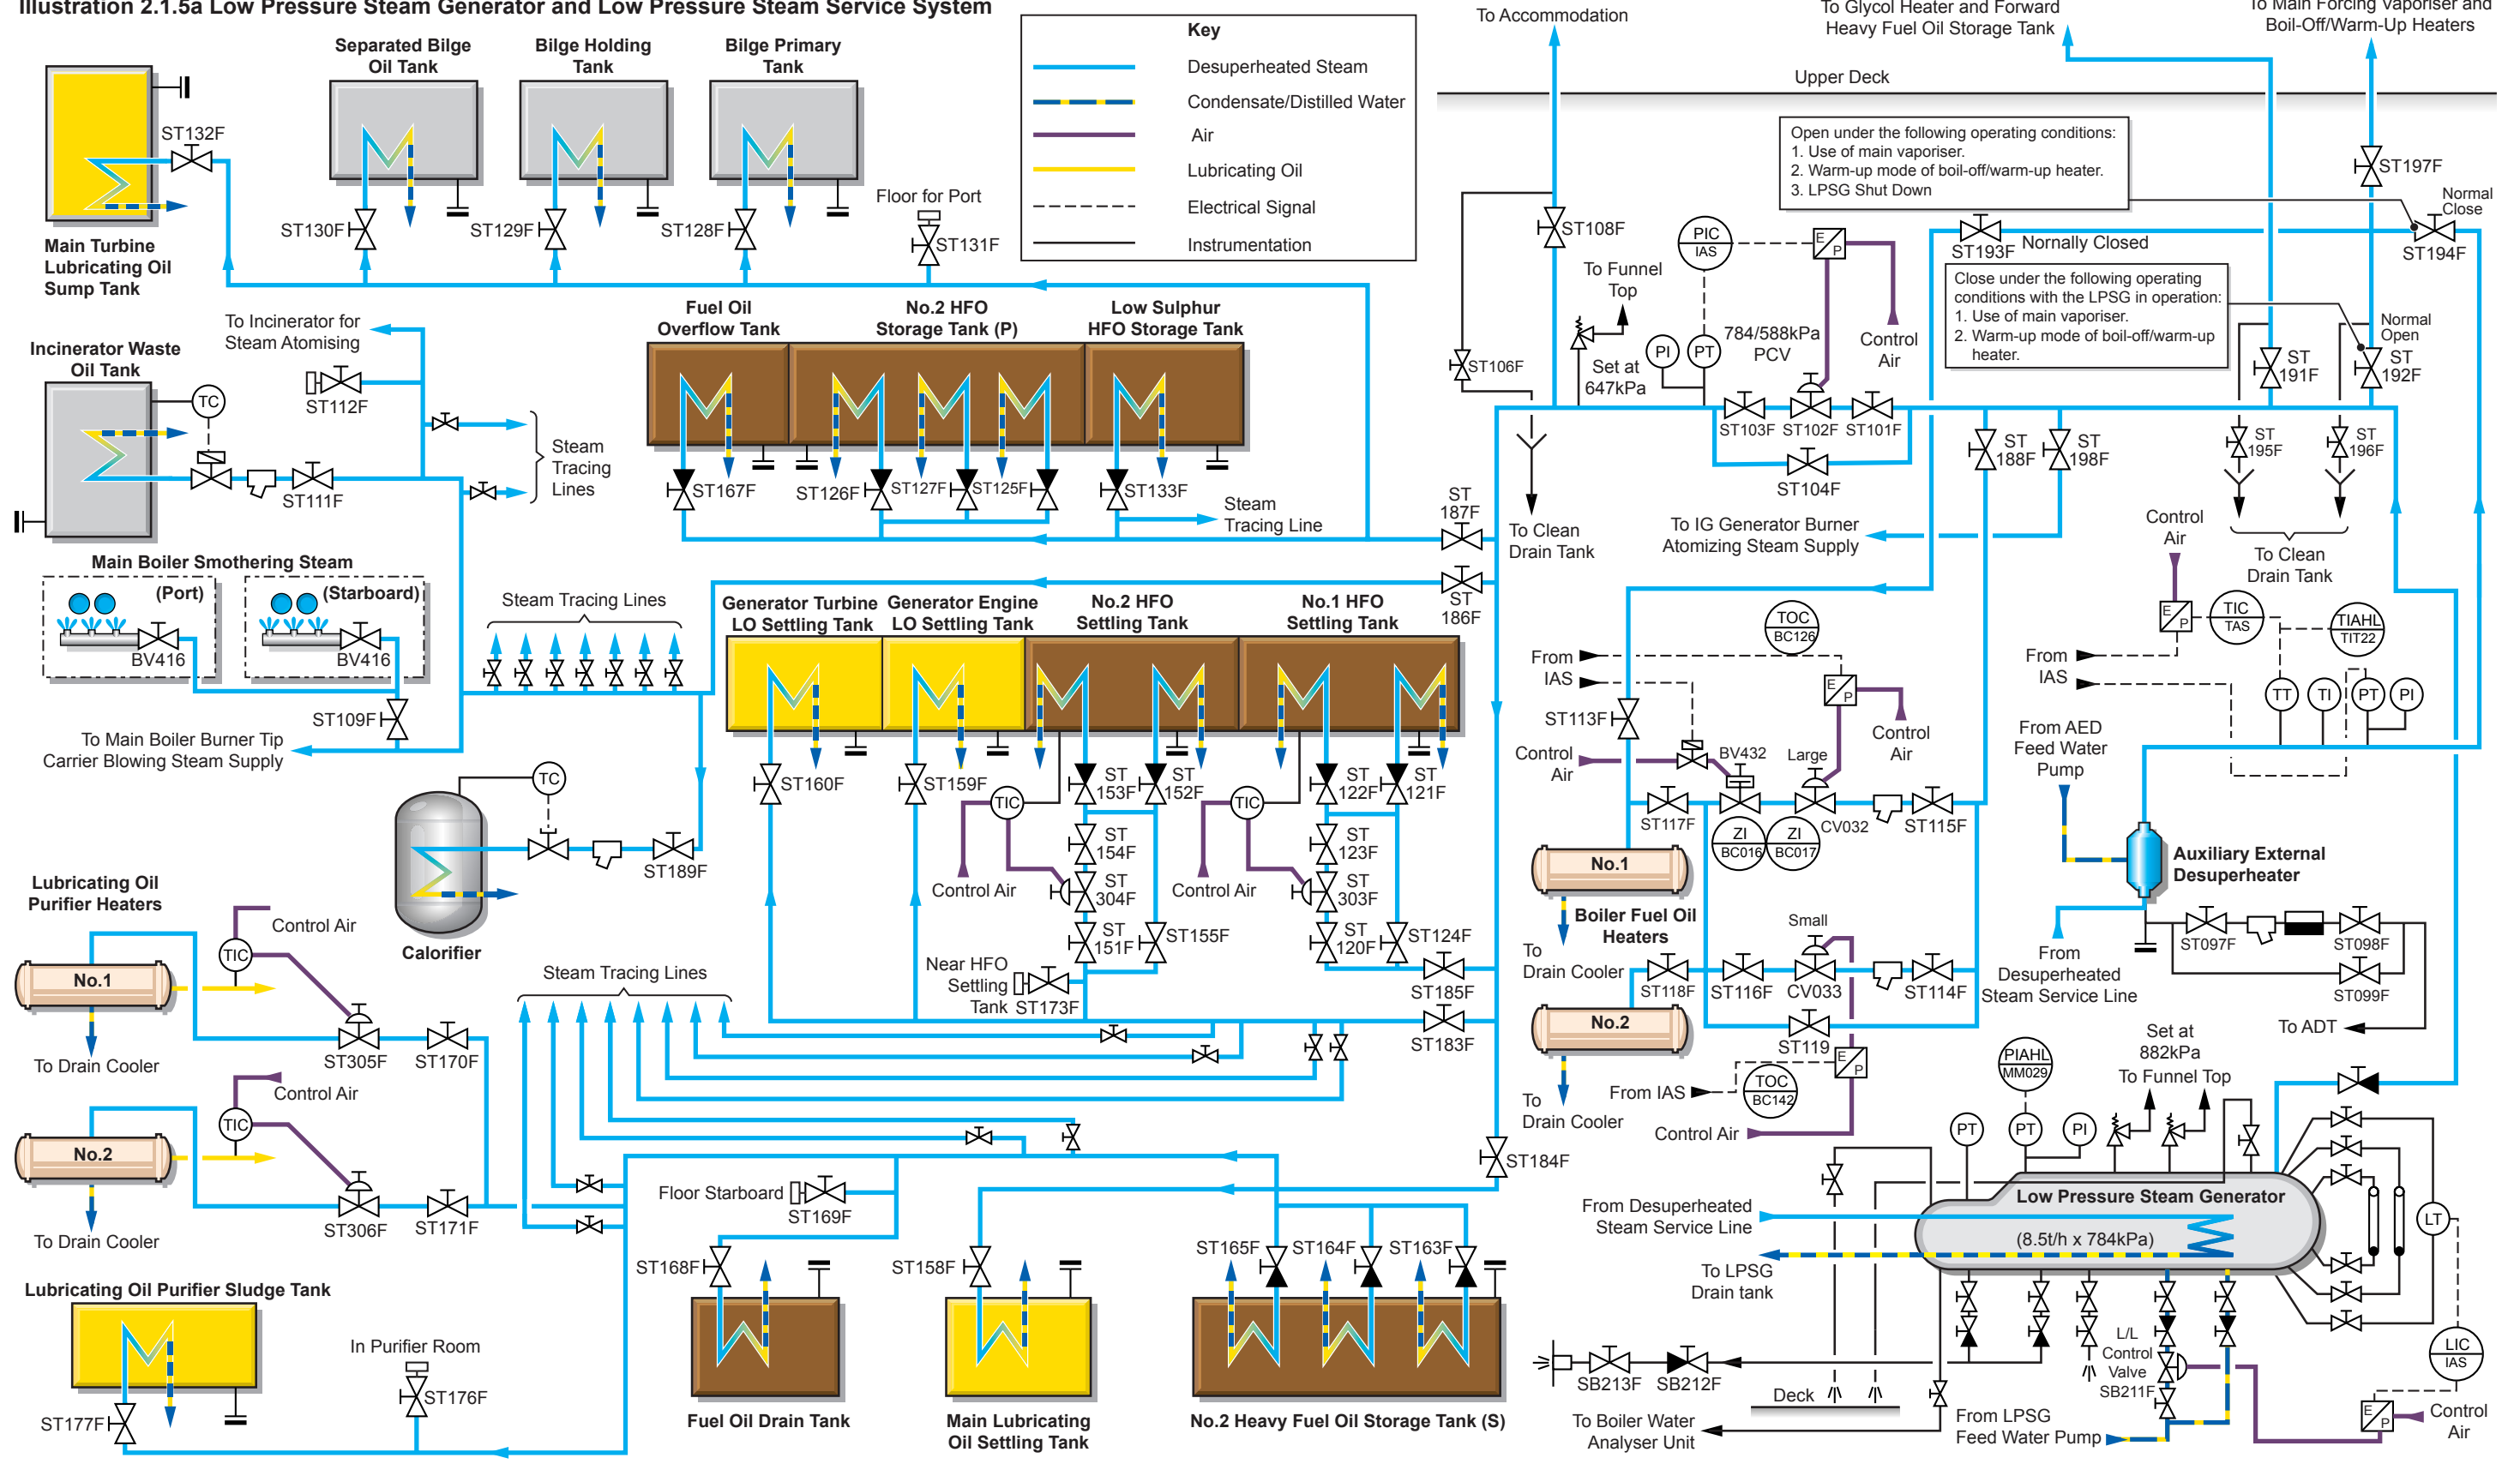 Illustration 2.1.5a Low Pressure Steam Generator and Low Pressure Steam Service System
Separated Bilge
Oil Tank
Bilge Holding
Tank
Bilge Primary
Tank
ST132F
ST130F
ST129F
ST128F
Floor for Port
ST131F
Main Turbine
Lubricating Oil
Sump Tank
Key
Desuperheated Steam
Condensate/Distilled Water
Air
Lubricating Oil
Electrical Signal
Instrumentation
To Accommodation
To Glycol Heater and Forward
Heavy Fuel Oil Storage Tank
To Main Forcing Vaporiser and
Boil-Off/Warm-Up Heaters
Upper Deck
Open under the following operating conditions:
1. Use of main vaporiser.
2. Warm-up mode of boil-off/warm-up heater.
3. LPSG Shut Down
ST197F
Normal
Close
ST194F
ST193F
Nornally Closed
Close under the following operating
conditions with the LPSG in operation:
1. Use of main vaporiser.
2. Warm-up mode of boil-off/warm-up
heater.
Normal
Open
ST
191F
ST
192F
ST108F
PIC
IAS
E
P
To Funnel
Top
Set at
647kPa
PI
PT
784/588kPa
PCV
Control
Air
ST106F
ST103F
ST102F
ST101F
ST104F
ST
188F
ST
198F
ST
195F
ST
196F
To Clean
Drain Tank
To IG Generator Burner
Atomizing Steam Supply
To Clean
Drain Tank
To Incinerator for
Steam Atomising
Incinerator Waste
Oil Tank
TC
ST112F
ST111F
Steam
Tracing
Lines
Fuel Oil
Overflow Tank
No.2 HFO
Storage Tank (P)
Low Sulphur
HFO Storage Tank
ST167F
ST126F
ST127F
ST125F
ST133F
Steam
Tracing Line
ST
187F
ST
186F
Main Boiler Smothering Steam
(Port)
(Starboard)
BV416
BV416
ST109F
To Main Boiler Burner Tip
Carrier Blowing Steam Supply
Steam Tracing Lines
Generator Turbine
LO Settling Tank
Generator Engine
LO Settling Tank
No.2 HFO
Settling Tank
No.1 HFO
Settling Tank
ST160F
ST159F
TIC
ST
153F
ST
152F
TIC
ST
122F
ST
121F
ST
154F
ST
123F
Control Air
ST
304F
Control Air
ST
303F
ST
151F
ST155F
ST
120F
ST124F
Near HFO
Settling
Tank
ST173F
ST185F
ST183F
TC
ST189F
Calorifier
Lubricating Oil
Purifier Heaters
Control Air
TIC
No.1
ST305F
ST170F
To Drain Cooler
Control Air
TIC
No.2
ST306F
ST171F
To Drain Cooler
Steam Tracing Lines
TOC
BC126
From
IAS
E
P
ST113F
Control
Air
BV432
Large
Control
Air
ST117F
ZI
BC016
ZI
BC017
CV032
ST115F
No.1
Boiler Fuel Oil
Heaters
To
Drain Cooler
Small
ST118F
ST116F
CV033
ST114F
No.2
ST119
E
P
From IAS
TOC
BC142
To
Drain Cooler
Control Air
Control
Air
E
P
TIC
TAS
TIAHL
TIT22
From
IAS
TT
TI
PT
PI
From AED
Feed Water
Pump
Auxiliary External
Desuperheater
From
Desuperheated
Steam Service Line
ST097F
ST098F
ST099F
To ADT
Set at
882kPa
To Funnel Top
PIAHL
MM029
PT
PT
PI
Low Pressure Steam Generator
(8.5t/h x 784kPa)
From Desuperheated
Steam Service Line
To LPSG
Drain tank
LT
LIC
IAS
L/L
Control
Valve
SB211F
SB213F
SB212F
Deck
To Boiler Water
Analyser Unit
From LPSG
Feed Water Pump
E
P
Control
Air
ST184F
Floor Starboard
ST169F
ST168F
ST158F
ST165F
ST164F
ST163F
Fuel Oil Drain Tank
Main Lubricating
Oil Settling Tank
No.2 Heavy Fuel Oil Storage Tank (S)
Lubricating Oil Purifier Sludge Tank
In Purifier Room
ST176F
ST177F